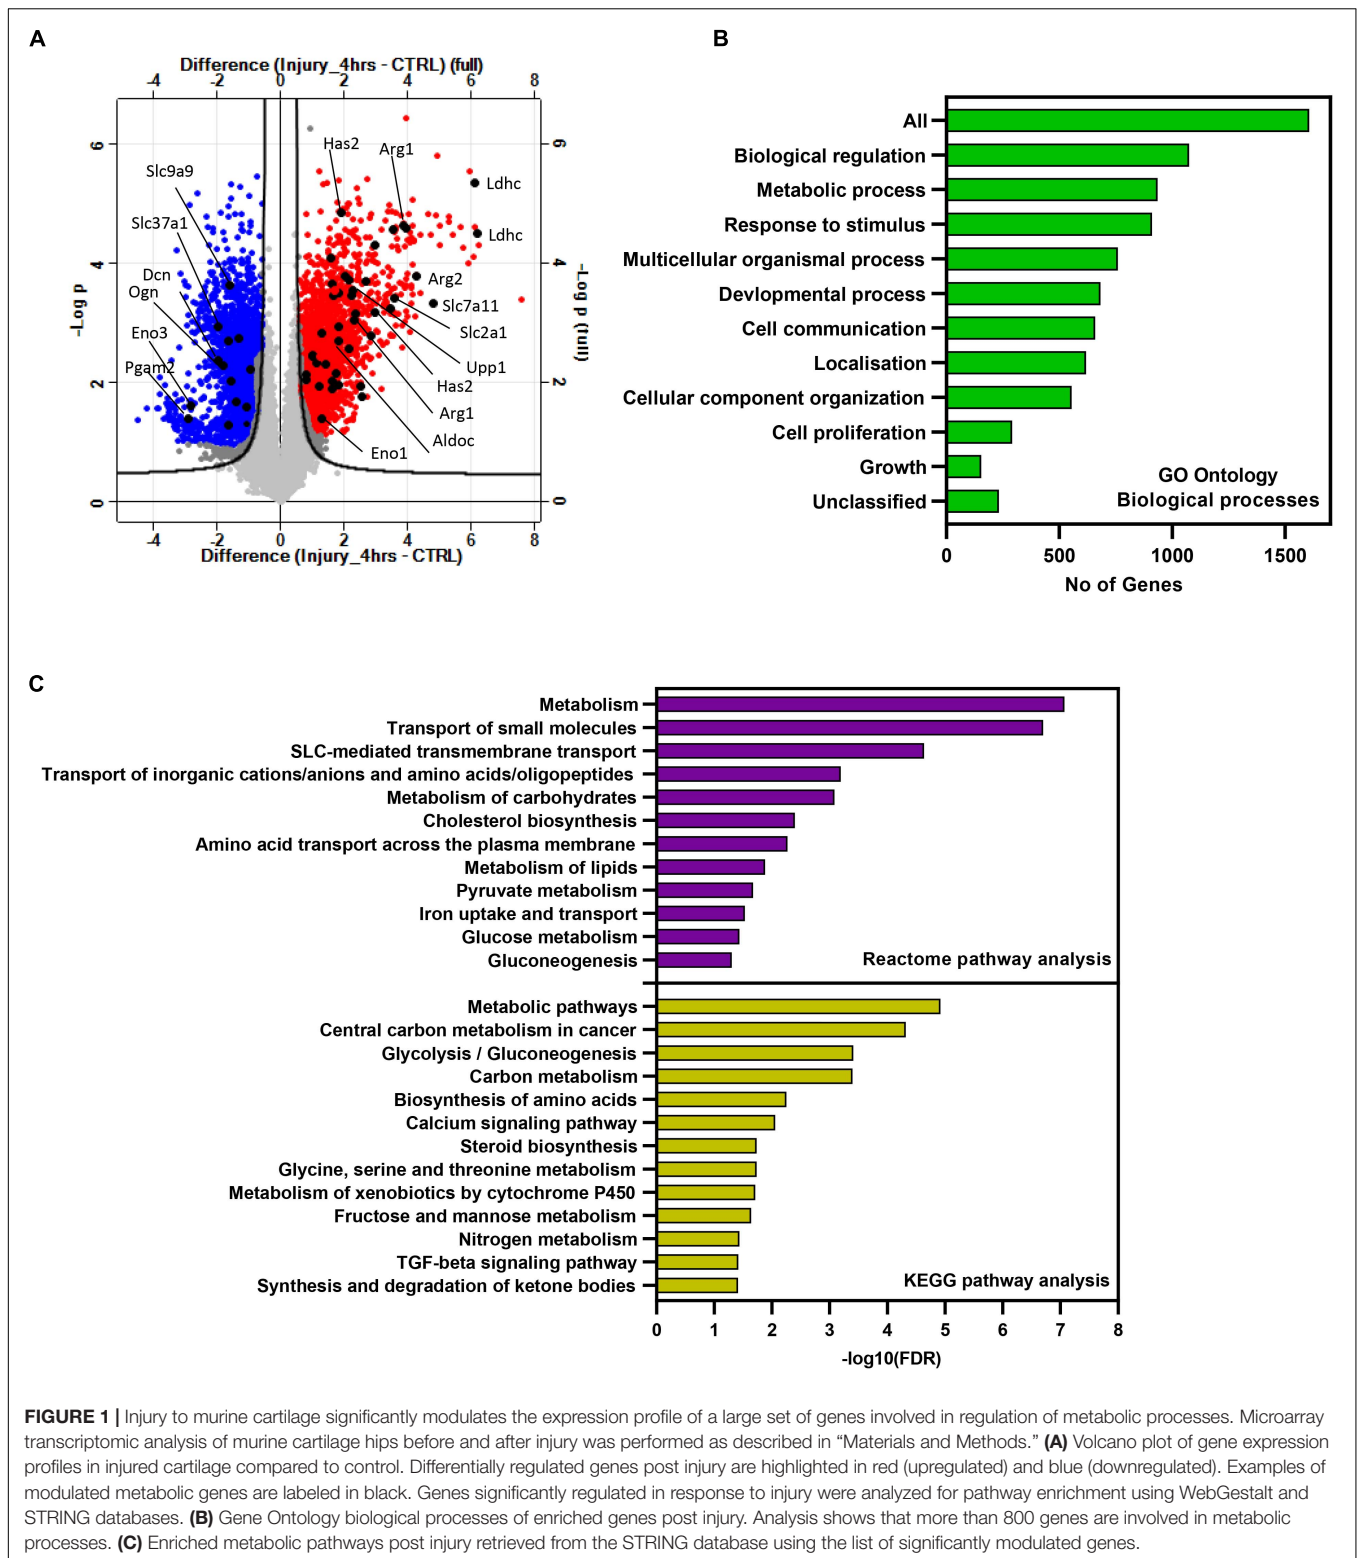 A
Difference (Injury_4hrs - CTRL) (full)
-4 -2 0 2 4 6 8
-Log p
6
4
2
0
-Log p (full)
6
4
2
0
Has2
Arg1
Slc9a9
Ldhc
Slc37a1
Ldhc
Dcn
Arg2
Ogn
Slc7a11
Eno3
Slc2a1
Pgam2
Upp1
Has2
Arg1
Aldoc
Eno1
-4 -2 0 2 4 6 8
Difference (Injury_4hrs - CTRL)
B
All
Biological regulation
Metabolic process
Response to stimulus
Multicellular organismal process
Devlopmental process
Cell communication
Localisation
Cellular component organization
Cell proliferation
Growth
Unclassified
GO Ontology
Biological processes
0 500 1000 1500
No of Genes
C
Metabolism
Transport of small molecules
SLC-mediated transmembrane transport
Transport of inorganic cations/anions and amino acids/oligopeptides
Metabolism of carbohydrates
Cholesterol biosynthesis
Amino acid transport across the plasma membrane
Metabolism of lipids
Pyruvate metabolism
Iron uptake and transport
Glucose metabolism
Gluconeogenesis
Reactome pathway analysis
Metabolic pathways
Central carbon metabolism in cancer
Glycolysis / Gluconeogenesis
Carbon metabolism
Biosynthesis of amino acids
Calcium signaling pathway
Steroid biosynthesis
Glycine, serine and threonine metabolism
Metabolism of xenobiotics by cytochrome P450
Fructose and mannose metabolism
Nitrogen metabolism
TGF-beta signaling pathway
Synthesis and degradation of ketone bodies
KEGG pathway analysis
0 1 2 3 4 5 6 7 8
-log10(FDR)
FIGURE 1 | Injury to murine cartilage significantly modulates the expression profile of a large set of genes involved in regulation of metabolic processes. Microarray
transcriptomic analysis of murine cartilage hips before and after injury was performed as described in “Materials and Methods.” (A) Volcano plot of gene expression
profiles in injured cartilage compared to control. Differentially regulated genes post injury are highlighted in red (upregulated) and blue (downregulated). Examples of
modulated metabolic genes are labeled in black. Genes significantly regulated in response to injury were analyzed for pathway enrichment using WebGestalt and
STRING databases. (B) Gene Ontology biological processes of enriched genes post injury. Analysis shows that more than 800 genes are involved in metabolic
processes. (C) Enriched metabolic pathways post injury retrieved from the STRING database using the list of significantly modulated genes.